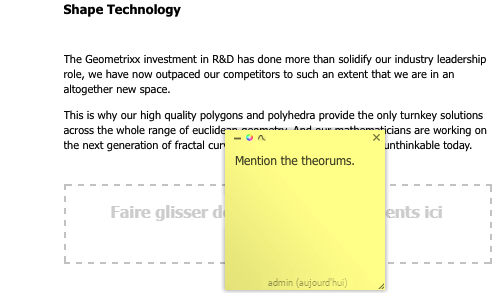 Shape Technology
The Geometrixx investment in R&D has done more than solidify our industry leadership
role, we have now outpaced our competitors to such an extent that we are in an
altogether new space.
This is why our high quality polygons and polyhedra provide the only turnkey solutions
across the whole range of euclidean geometry. And our mathematicians are working on
the next generation of fractal unthinkable today.
Mention the theorums.
Faire glisser ici
admin (aujourd'hui)